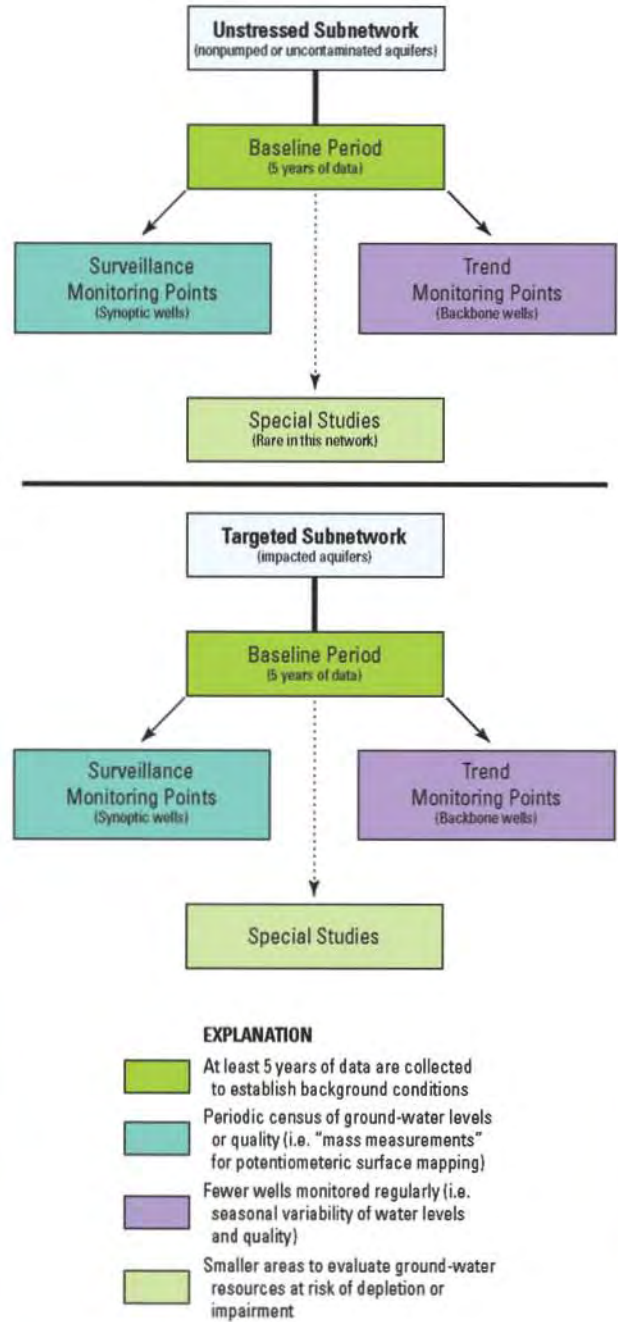 Unstressed Subnetwork
(nonpumped or uncontaminated aquifers)
Baseline Period
(5 years of data)
Surveillance
Monitoring Points
(Synoptic wells)
Trend
Monitoring Points
(Backbone wells)
Special Studies
(Rare in this network)
Targeted Subnetwork
(impacted aquifers)
Baseline Period
(5 years of data)
Surveillance
Monitoring Points
(Synoptic wells)
Trend
Monitoring Points
(Backbone wells)
Special Studies
EXPLANATION
At least 5 years of data are collected
to establish background conditions
Periodic census of ground-water levels
or quality (i.e. “mass measurements”
for potentiometeric surface mapping)
Fewer wells monitored regularly (i.e.
seasonal variability of water levels
and quality)
Smaller areas to evaluate ground-water
resources at risk of depletion or
impairment